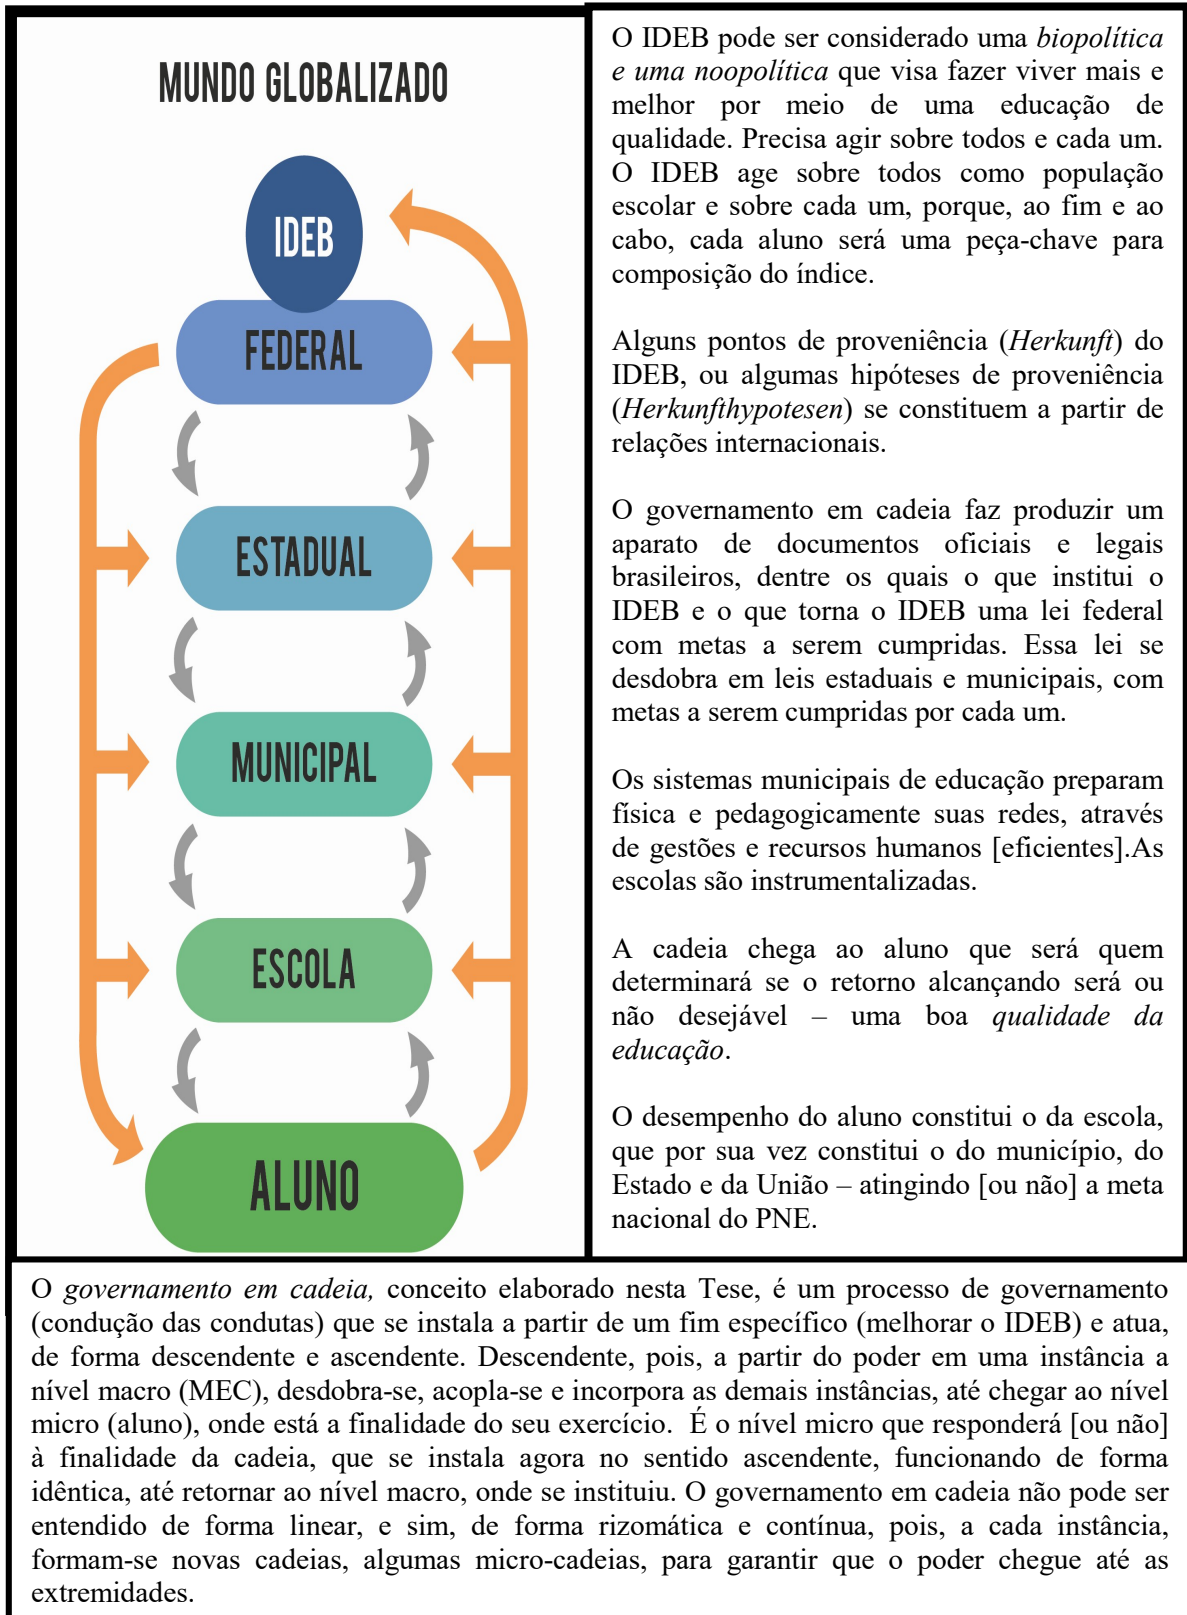 MUNDO GLOBALIZADO
IDEB
FEDERAL
ESTADUAL
MUNICIPAL
ESCOLA
ALUNO
O IDEB pode ser considerado uma biopolítica
e uma noopolítica que visa fazer viver mais e
melhor por meio de uma educação de
qualidade. Precisa agir sobre todos e cada um.
O IDEB age sobre todos como população
escolar e sobre cada um, porque, ao fim e ao
cabo, cada aluno será uma peça-chave para
composição do índice.
Alguns pontos de proveniência (Herkunft) do
IDEB, ou algumas hipóteses de proveniência
(Herkunfthypotesen) se constituem a partir de
relações internacionais.
O governamento em cadeia faz produzir um
aparato de documentos oficiais e legais
brasileiros, dentre os quais o que institui o
IDEB e o que torna o IDEB uma lei federal
com metas a serem cumpridas. Essa lei se
desdobra em leis estaduais e municipais, com
metas a serem cumpridas por cada um.
Os sistemas municipais de educação preparam
física e pedagogicamente suas redes, através
de gestões e recursos humanos [eficientes].As
escolas são instrumentalizadas.
A cadeia chega ao aluno que será quem
determinará se o retorno alcançando será ou
não desejável – uma boa qualidade da
educação.
O desempenho do aluno constitui o da escola,
que por sua vez constitui o do município, do
Estado e da União – atingindo [ou não] a meta
nacional do PNE.
O governamento em cadeia, conceito elaborado nesta Tese, é um processo de governamento
(condução das condutas) que se instala a partir de um fim específico (melhorar o IDEB) e atua,
de forma descendente e ascendente. Descendente, pois, a partir do poder em uma instância a
nível macro (MEC), desdobra-se, acopla-se e incorpora as demais instâncias, até chegar ao nível
micro (aluno), onde está a finalidade do seu exercício. É o nível micro que responderá [ou não]
à finalidade da cadeia, que se instala agora no sentido ascendente, funcionando de forma
idêntica, até retornar ao nível macro, onde se instituiu. O governamento em cadeia não pode ser
entendido de forma linear, e sim, de forma rizomática e contínua, pois, a cada instância,
formam-se novas cadeias, algumas micro-cadeias, para garantir que o poder chegue até as
extremidades.